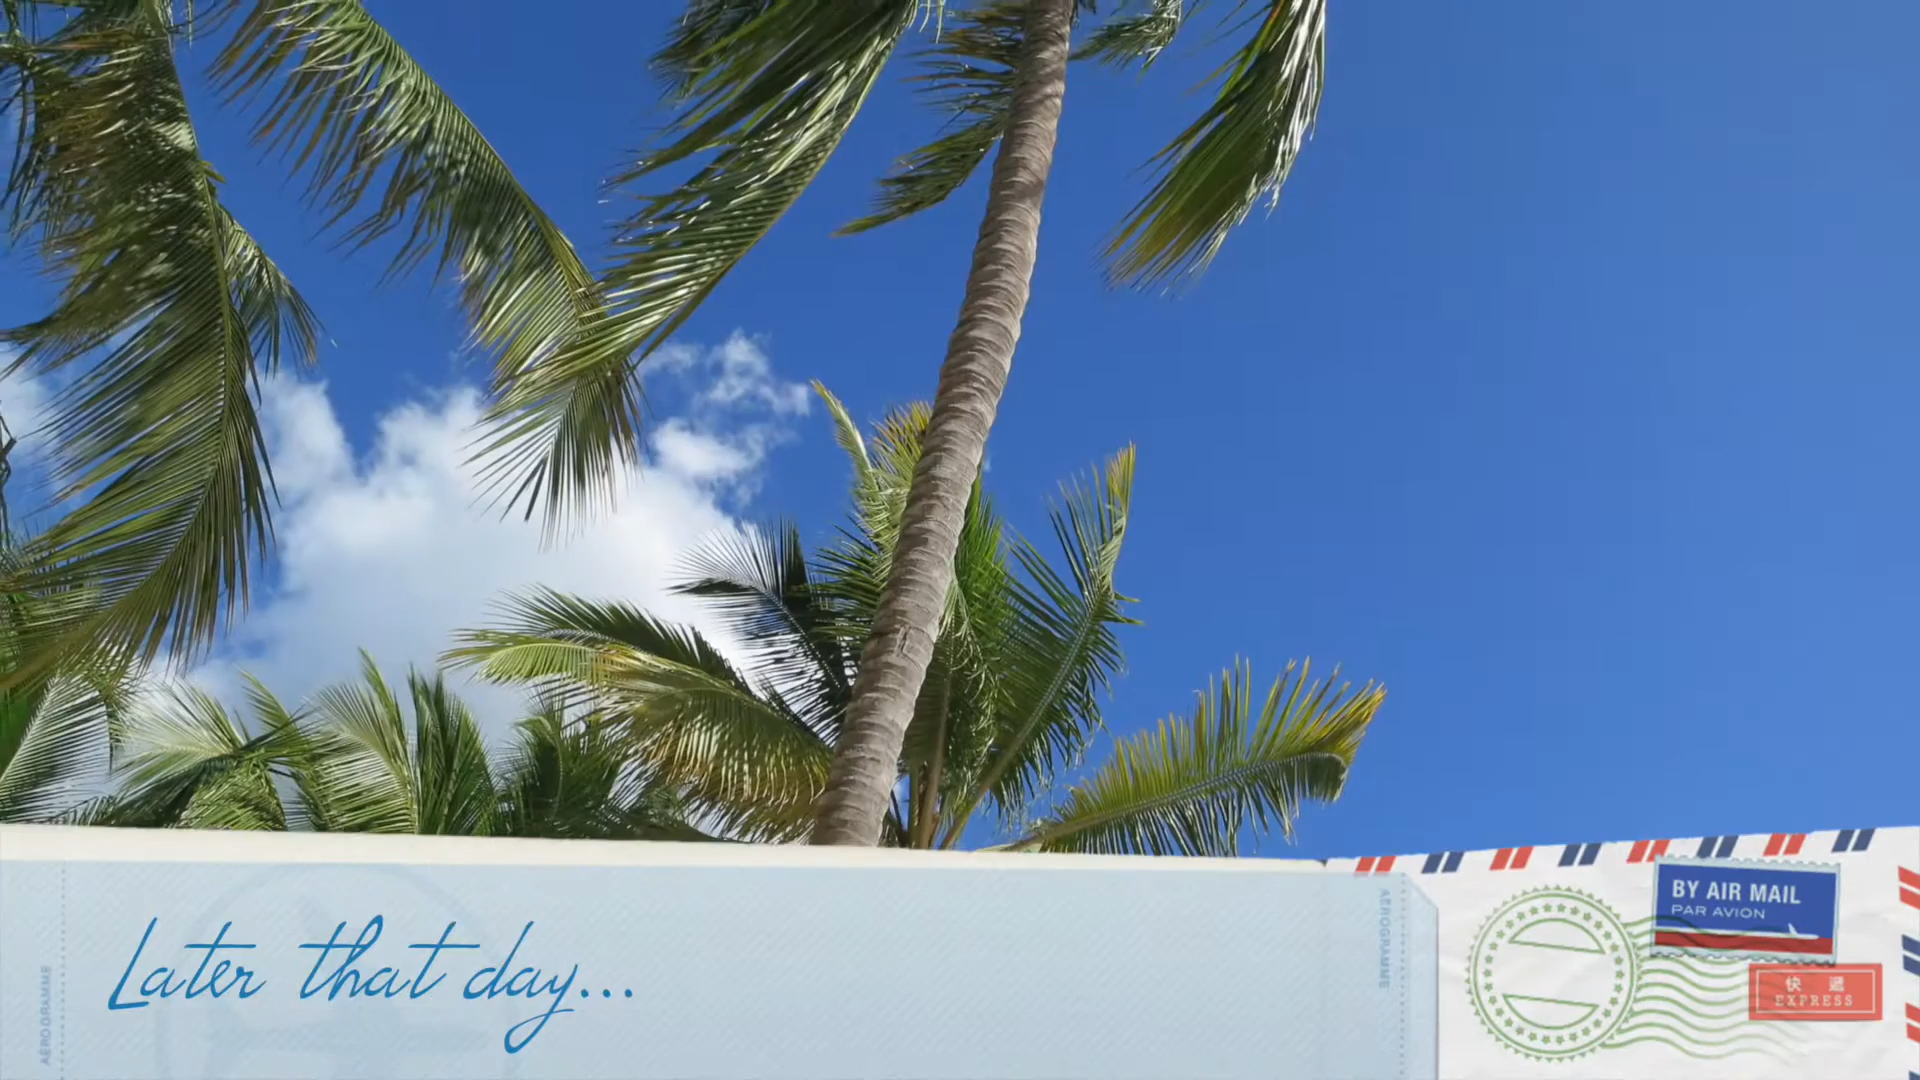 Later that day...
AEROGRAMME
AEROGRAMME
BY AIR MAIL
PAR AVION
快遞
EXPRESS